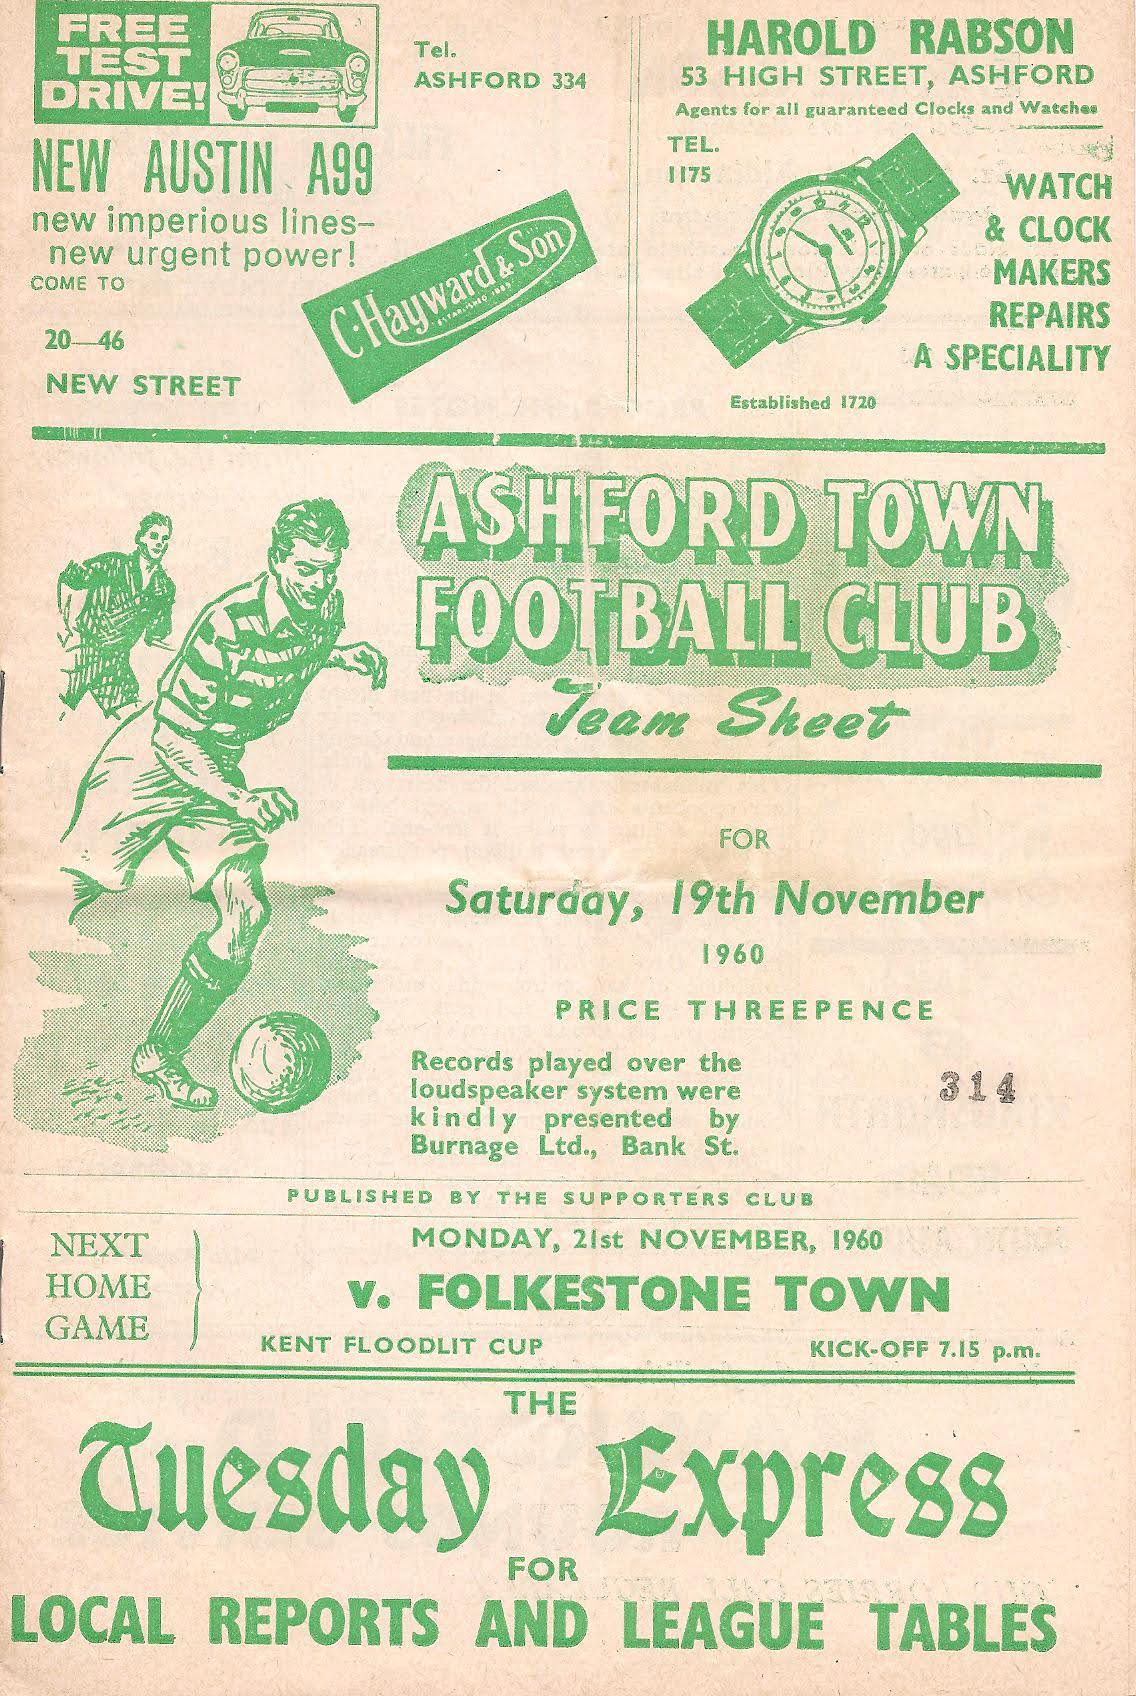 FREE
TEST
DRIVE!
NEW AUSTIN A99
new imperious lines—
new urgent power!
COME TO
20—46
NEW STREET
Tel.
ASHFORD 334
C. Hayward & Son
ESTABLISHED
HAROLD RABSON
53 HIGH STREET, ASHFORD
Agents for all guaranteed Clocks and Watches
TEL.
1175
WATCH
& CLOCK
MAKERS
REPAIRS
A SPECIALITY
Established 1720
ASHFORD TOWN
FOOTBALL CLUB
Team Sheet
FOR
Saturday, 19th November
1960
PRICE THREEPENCE
Records played over the
loudspeaker system were
kindly presented by
Burnage Ltd., Bank St.
314
PUBLISHED BY THE SUPPORTERS CLUB
NEXT
HOME
GAME
MONDAY, 21st NOVEMBER, 1960
v. FOLKESTONE TOWN
KENT FLOODLIT CUP
KICK-OFF 7.15 p.m.
THE
Tuesday Express
FOR
LOCAL REPORTS AND LEAGUE TABLES